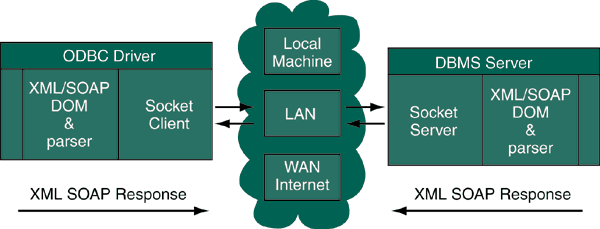 ODBC Driver
XML/SOAP
DOM
&
parser
Socket
Client
Local
Machine
LAN
WAN
Internet
DBMS Server
Socket
Server
XML/SOAP
DOM
&
parser
XML SOAP Response
XML SOAP Response